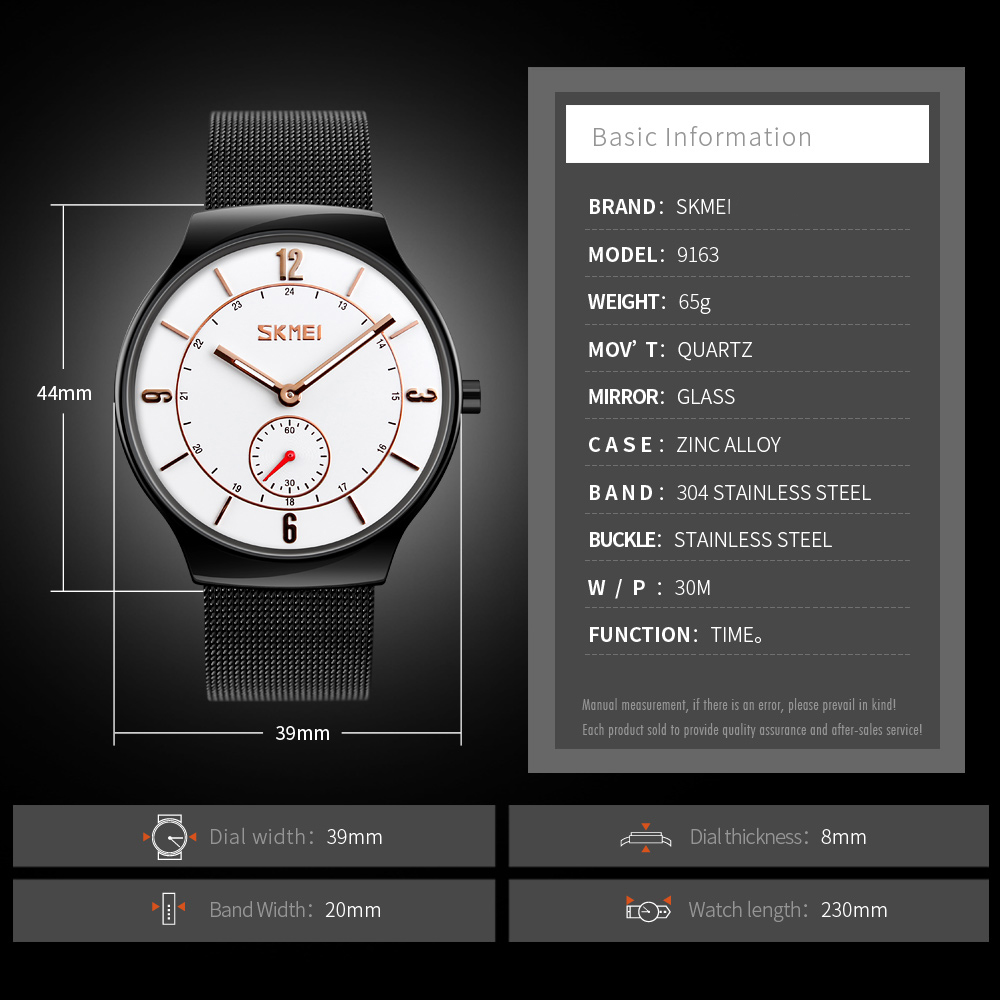 Basic Information
BRAND: SKMEI
MODEL: 9163
WEIGHT: 65g
MOV’ T: QUARTZ
MIRROR: GLASS
CASE: ZINC ALLOY
BAND: 304 STAINLESS STEEL
BUCKLE: STAINLESS STEEL
W / P : 30M
FUNCTION: TIME。
Manual measurement, if there is an error, please prevail in kind!
Each product sold to provide quality assurance and after-sales service!
44mm
39mm
12
24
23
13
SKMEI
22
14
9
21
15
3
60
20
16
30
19
18
17
6
Dial width: 39mm
Dial thickness: 8mm
Band Width: 20mm
Watch length: 230mm